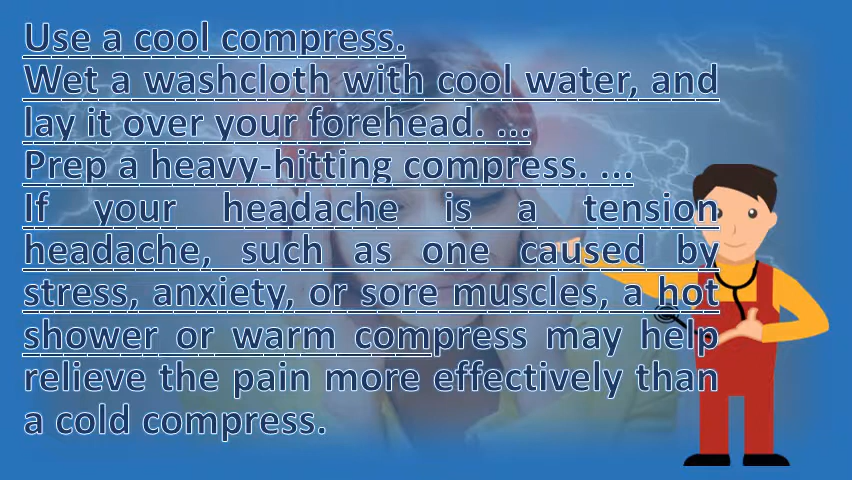 Use a cool compress.
Wet a washcloth with cool water, and
lay it over your forehead. ...
Prep a heavy-hitting compress. ...
If your headache is a tension
headache, such as one caused by
stress, anxiety, or sore muscles, a hot
shower or warm compress may help
relieve the pain more effectively than
a cold compress.